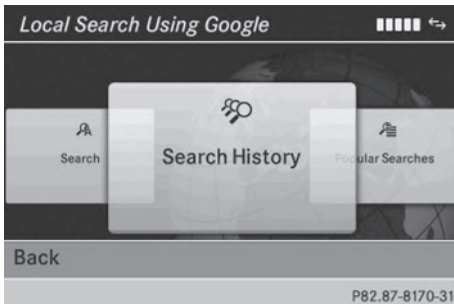 Local Search Using Google
Search
Search History
Popular Searches
Back
P82.87-8170-31